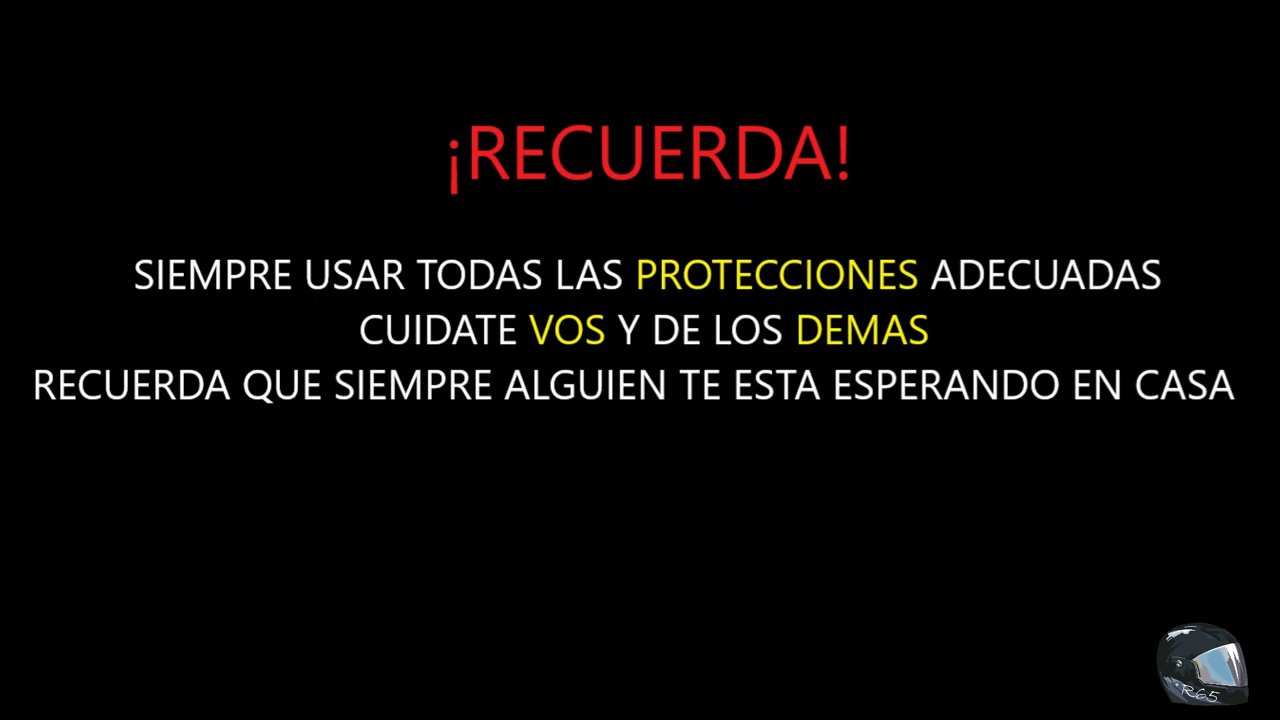 ¡RECUERDA!
SIEMPRE USAR TODAS LAS PROTECCIONES ADECUADAS
CUIDATE VOS Y DE LOS DEMAS
RECUERDA QUE SIEMPRE ALGUIEN TE ESTA ESPERANDO EN CASA
R65